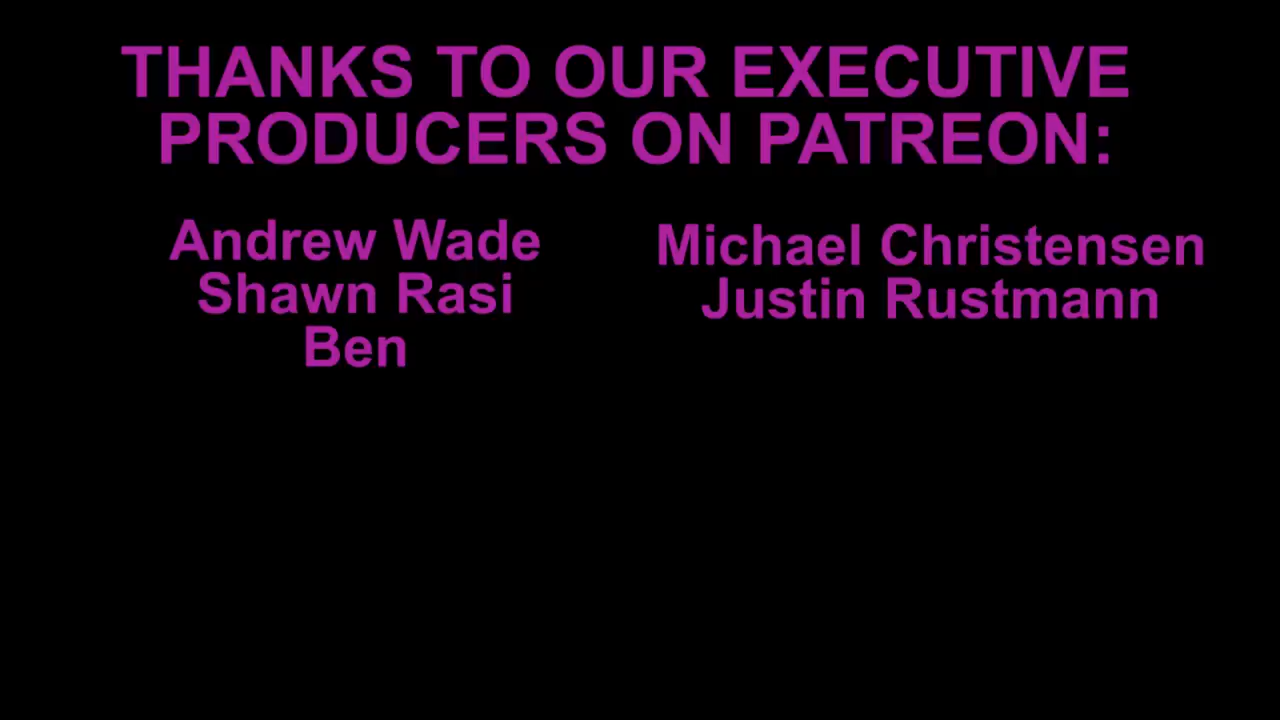 THANKS TO OUR EXECUTIVE
PRODUCERS ON PATREON:
Andrew Wade
Shawn Rasi
Ben
Michael Christensen
Justin Rustmann